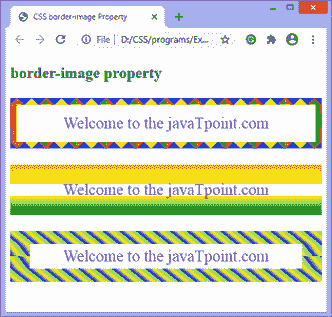 CSS border-image Property
File | D:/CSS/programs/Ex...
border-image property
Welcome to the javaTpoint.com
Welcome to the javaTpoint.com
Welcome to the javaTpoint.com